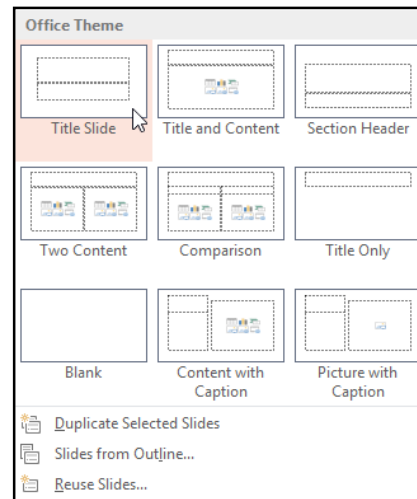 Office Theme
Title Slide
Title and Content
Section Header
Two Content
Comparison
Title Only
Blank
Content with
Caption
Picture with
Caption
Duplicate Selected Slides
Slides from Outline...
Reuse Slides...